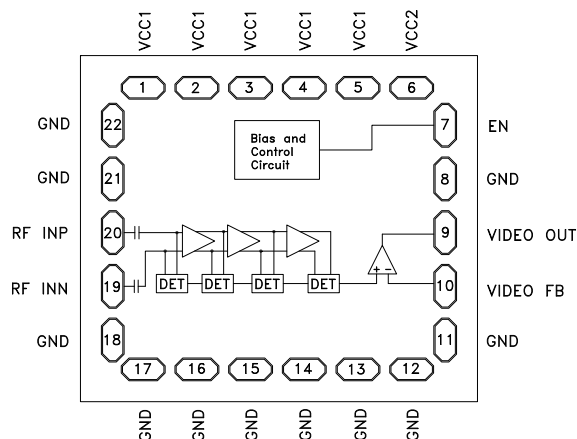 VCC1 VCC1 VCC1 VCC1 VCC1 VCC2
1 2 3 4 5 6
GND 22 7 EN
Bias and
Control
Circuit
GND 21 8 GND
RF INP 20 9 VIDEO OUT
+ −
RF INN 19 DET DET DET DET 10 VIDEO FB
GND 18 11 GND
17 16 15 14 13 12
GND GND GND GND GND GND